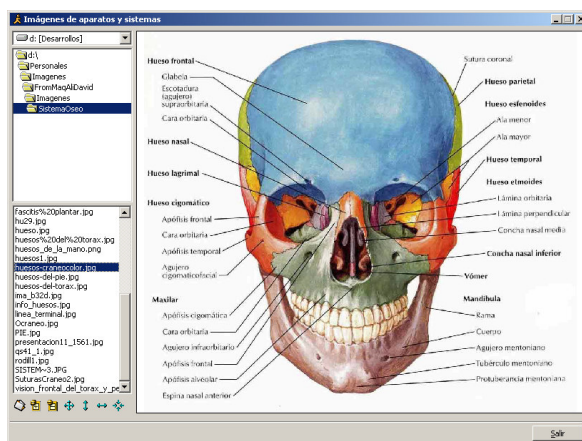 Imágenes de aparatos y sistemas
d: [Desarrollos]
d:\
Personales
Imagenes
FromMaqAliDavid
Imagenes
SistemaOseo
fascitis%20plantar.jpg
hu29.jpg
hueso.jpg
huesos%20del%20torax.jpg
huesos_de_la_mano.png
huesos1.jpg
huesos-craneocolor.jpg
huesos-del-pie.jpg
huesos-del-torax.jpg
ima_b32d.jpg
info_huesos.jpg
linea_terminal.jpg
Ocraneo.jpg
PIE.jpg
presentacion11_1561.jpg
qs41_1.jpg
rodill1.jpg
SISTEM~3.JPG
SuturasCraneo2.jpg
vision_frontal_del_torax_y_pe
Hueso frontal
Glabela
Escotadura
(agujero)
supraorbitaria
Cara orbitaria
Hueso nasal
Hueso lagrimal
Hueso cigomático
Apófisis frontal
Cara orbitaria
Apófisis temporal
Agujero
cigomaticofacial
Maxilar
Apófisis cigomática
Cara orbitaria
Agujero infraorbitario
Apófisis frontal
Apófisis alveolar
Espina nasal anterior
Sutura coronal
Hueso parietal
Hueso esfenoides
Ala menor
Ala mayor
Hueso temporal
Hueso etmoides
Lámina orbitaria
Lámina perpendicular
Concha nasal media
Concha nasal inferior
Vómer
Mandíbula
Rama
Cuerpo
Agujero mentoniano
Tubérculo mentoniano
Protuberancia mentoniana
Salir